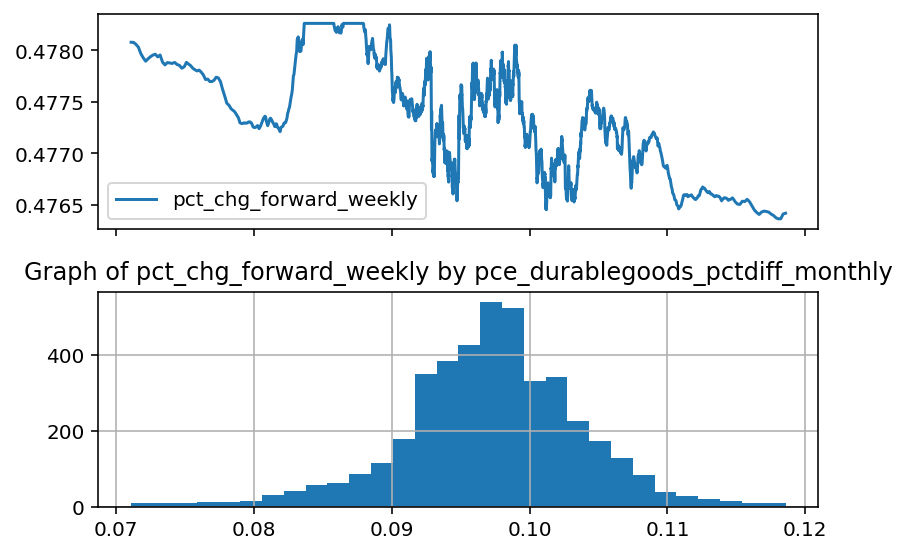 0.4780
0.4775
0.4770
0.4765
pct_chg_forward_weekly
Graph of pct_chg_forward_weekly by pce_durablegoods_pctdiff_monthly
400
200
0
0.07 0.08 0.09 0.10 0.11 0.12